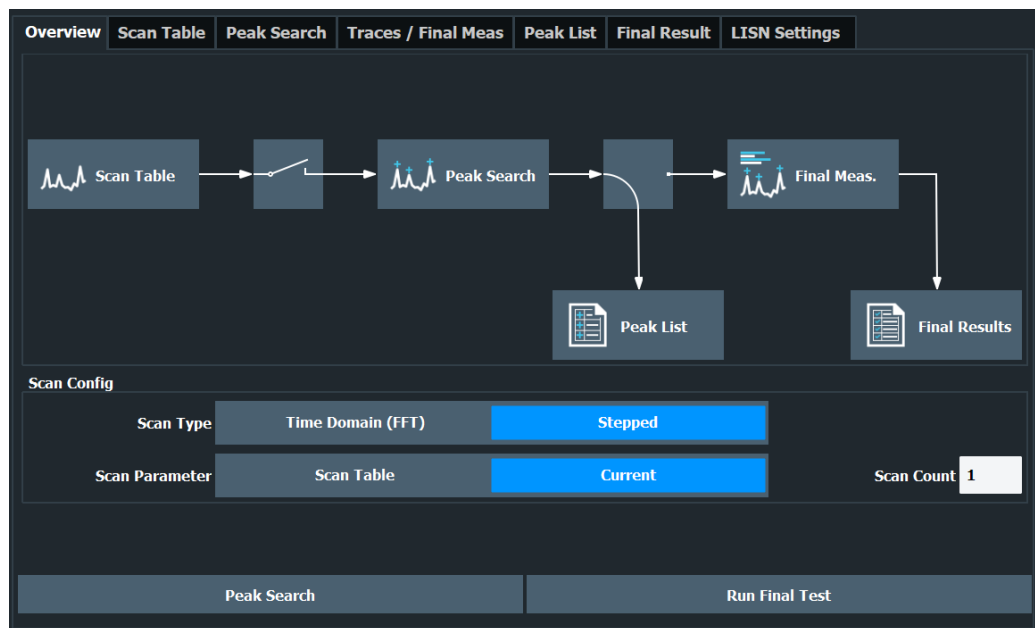 Overview Scan Table Peak Search Traces / Final Meas Peak List Final Result LISN Settings
Scan Table Peak Search Final Meas.
Peak List Final Results
Scan Config
Scan Type Time Domain (FFT) Stepped
Scan Parameter Scan Table Current Scan Count 1
Peak Search Run Final Test